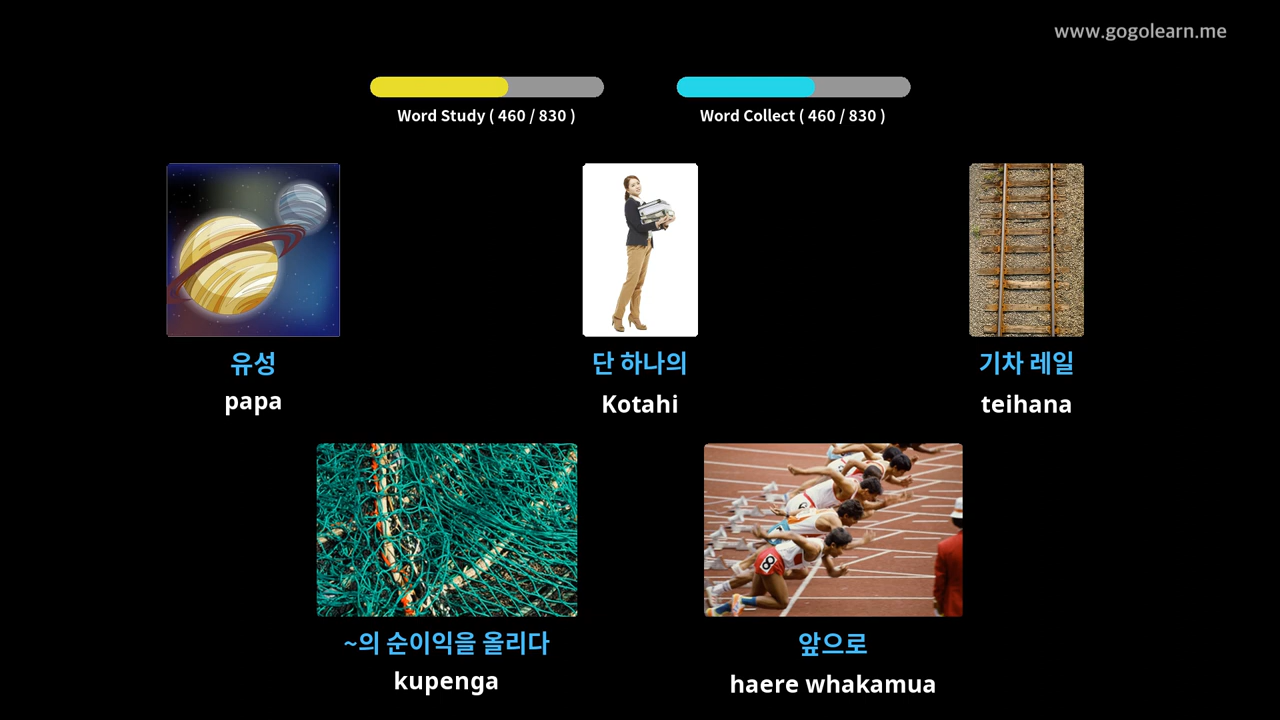 www.gogolearn.me
Word Study ( 460 / 830 )
Word Collect ( 460 / 830 )
유성
papa
단 하나의
Kotahi
기차 레일
teihana
~의 순이익을 올리다
kupenga
앞으로
haere whakamua